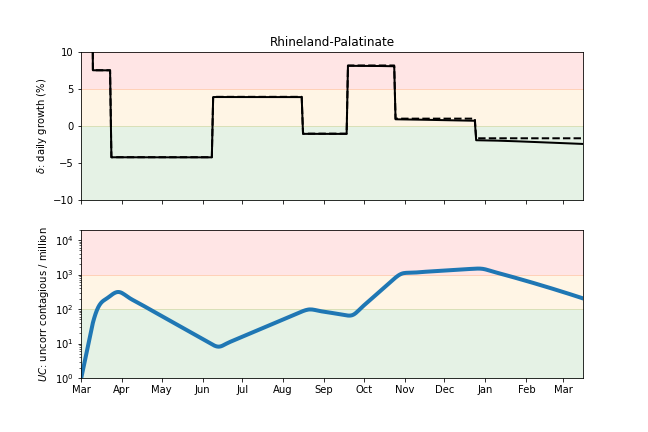 Rhineland-Palatinate
δ: daily growth (%)
10
5
0
−5
−10
UC: uncorr contagious / million
10⁴
10³
10²
10¹
10⁰
Mar Apr May Jun Jul Aug Sep Oct Nov Dec Jan Feb Mar